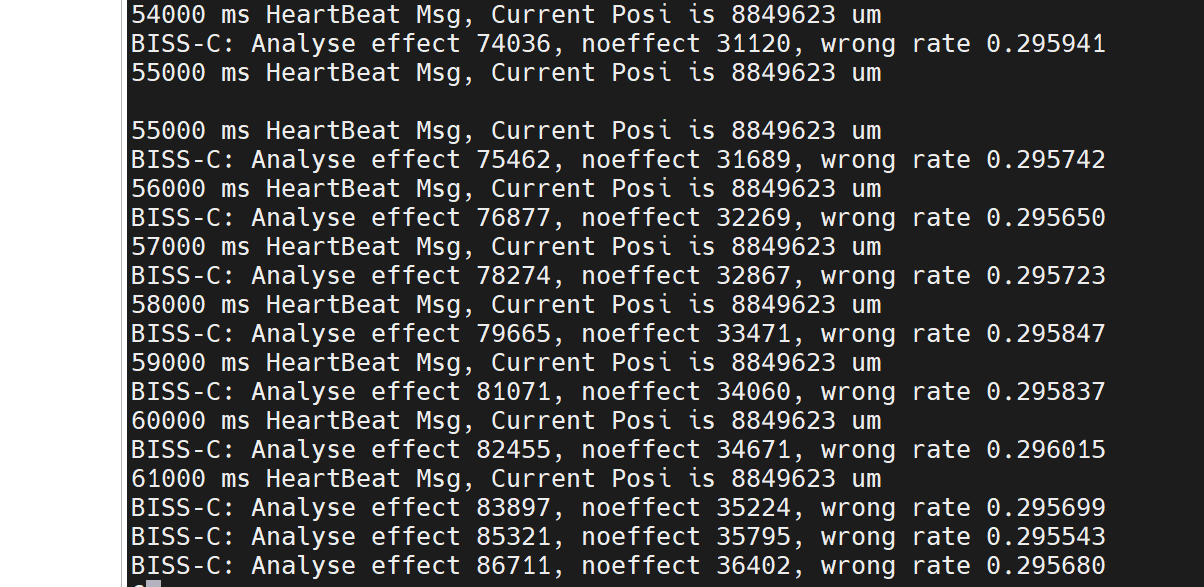 54000 ms HeartBeat Msg, Current Posi is 8849623 um
BISS-C: Analyse effect 74036, noeffect 31120, wrong rate 0.295941
55000 ms HeartBeat Msg, Current Posi is 8849623 um
55000 ms HeartBeat Msg, Current Posi is 8849623 um
BISS-C: Analyse effect 75462, noeffect 31689, wrong rate 0.295742
56000 ms HeartBeat Msg, Current Posi is 8849623 um
BISS-C: Analyse effect 76877, noeffect 32269, wrong rate 0.295650
57000 ms HeartBeat Msg, Current Posi is 8849623 um
BISS-C: Analyse effect 78274, noeffect 32867, wrong rate 0.295723
58000 ms HeartBeat Msg, Current Posi is 8849623 um
BISS-C: Analyse effect 79665, noeffect 33471, wrong rate 0.295847
59000 ms HeartBeat Msg, Current Posi is 8849623 um
BISS-C: Analyse effect 81071, noeffect 34060, wrong rate 0.295837
60000 ms HeartBeat Msg, Current Posi is 8849623 um
BISS-C: Analyse effect 82455, noeffect 34671, wrong rate 0.296015
61000 ms HeartBeat Msg, Current Posi is 8849623 um
BISS-C: Analyse effect 83897, noeffect 35224, wrong rate 0.295699
BISS-C: Analyse effect 85321, noeffect 35795, wrong rate 0.295543
BISS-C: Analyse effect 86711, noeffect 36402, wrong rate 0.295680